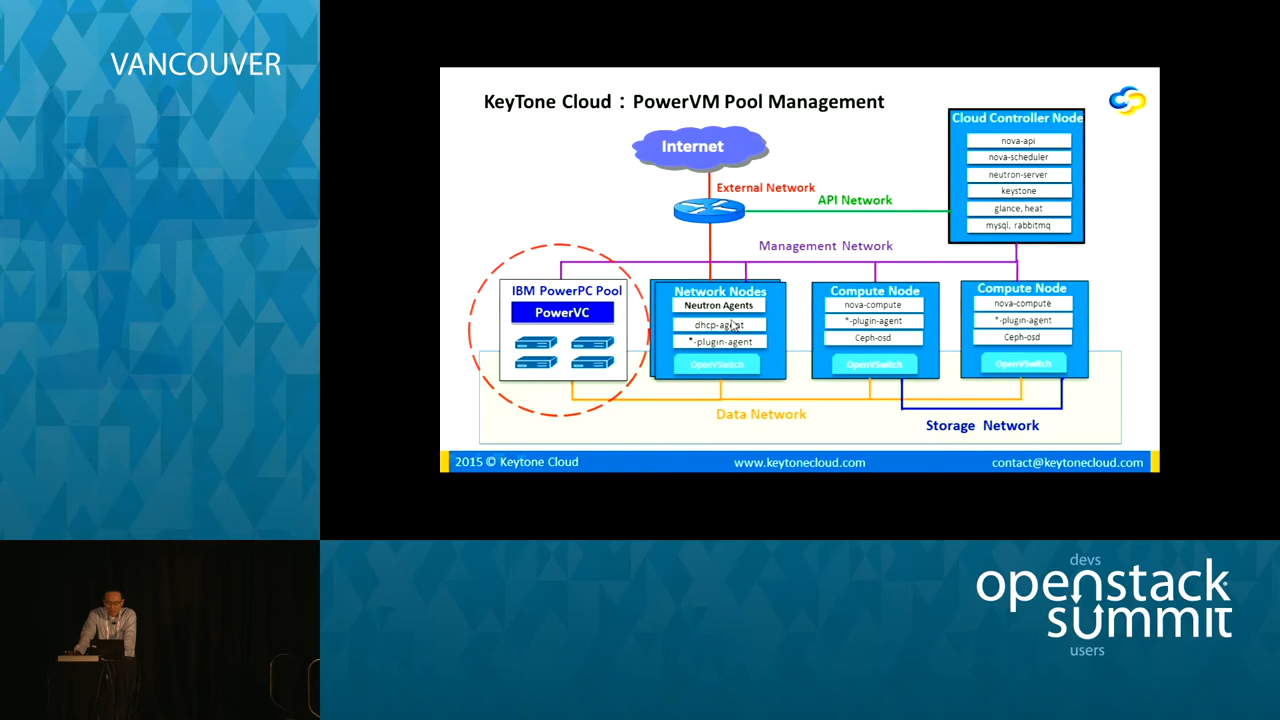 VANCOUVER
KeyTone Cloud：PowerVM Pool Management
Internet
External Network
API Network
Cloud Controller Node
nova-api
nova-scheduler
neutron-server
keystone
glance, heat
mysql, rabbitmq
Management Network
IBM PowerPC Pool
PowerVC
Network Nodes
Neutron Agents
dhcp-agent
*-plugin-agent
OpenVSwitch
Compute Node
nova-compute
*-plugin-agent
Ceph-osd
OpenVSwitch
Compute Node
nova-compute
*-plugin-agent
Ceph-osd
OpenVSwitch
Data Network
Storage Network
2015 © Keytone Cloud
www.keytonecloud.com
contact@keytonecloud.com
devs
openstack
summit
users